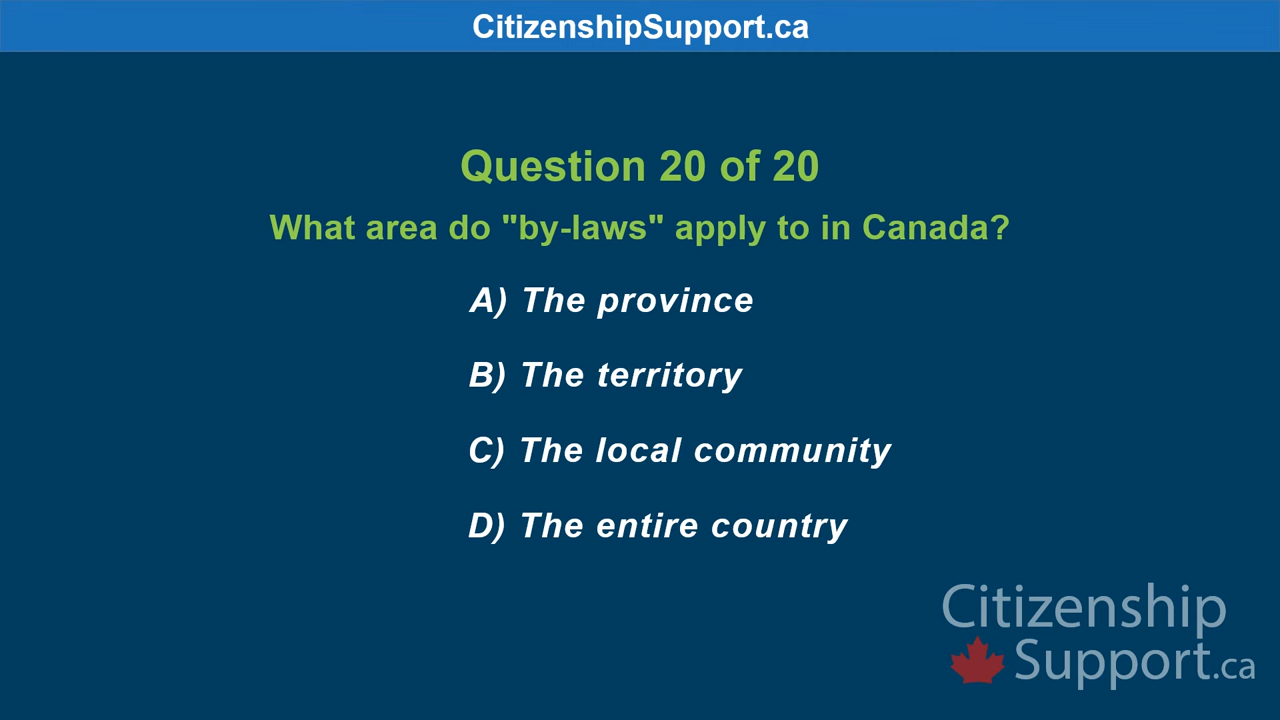 CitizenshipSupport.ca
Question 20 of 20
What area do "by-laws" apply to in Canada?
A) The province
B) The territory
C) The local community
D) The entire country
Citizenship
Support.ca